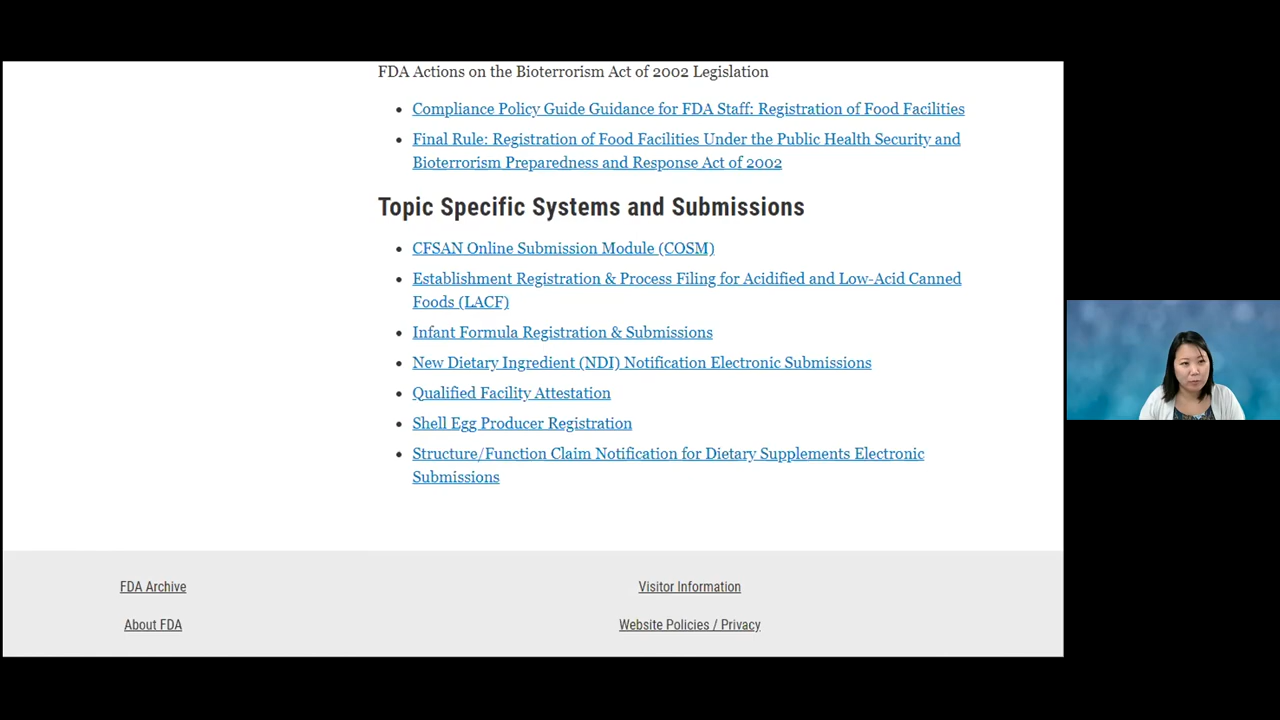 FDA Actions on the Bioterrorism Act of 2002 Legislation
Compliance Policy Guide Guidance for FDA Staff: Registration of Food Facilities
Final Rule: Registration of Food Facilities Under the Public Health Security and
Bioterrorism Preparedness and Response Act of 2002
Topic Specific Systems and Submissions
CFSAN Online Submission Module (COSM)
Establishment Registration & Process Filing for Acidified and Low-Acid Canned
Foods (LACF)
Infant Formula Registration & Submissions
New Dietary Ingredient (NDI) Notification Electronic Submissions
Qualified Facility Attestation
Shell Egg Producer Registration
Structure/Function Claim Notification for Dietary Supplements Electronic
Submissions
FDA Archive
Visitor Information
About FDA
Website Policies / Privacy